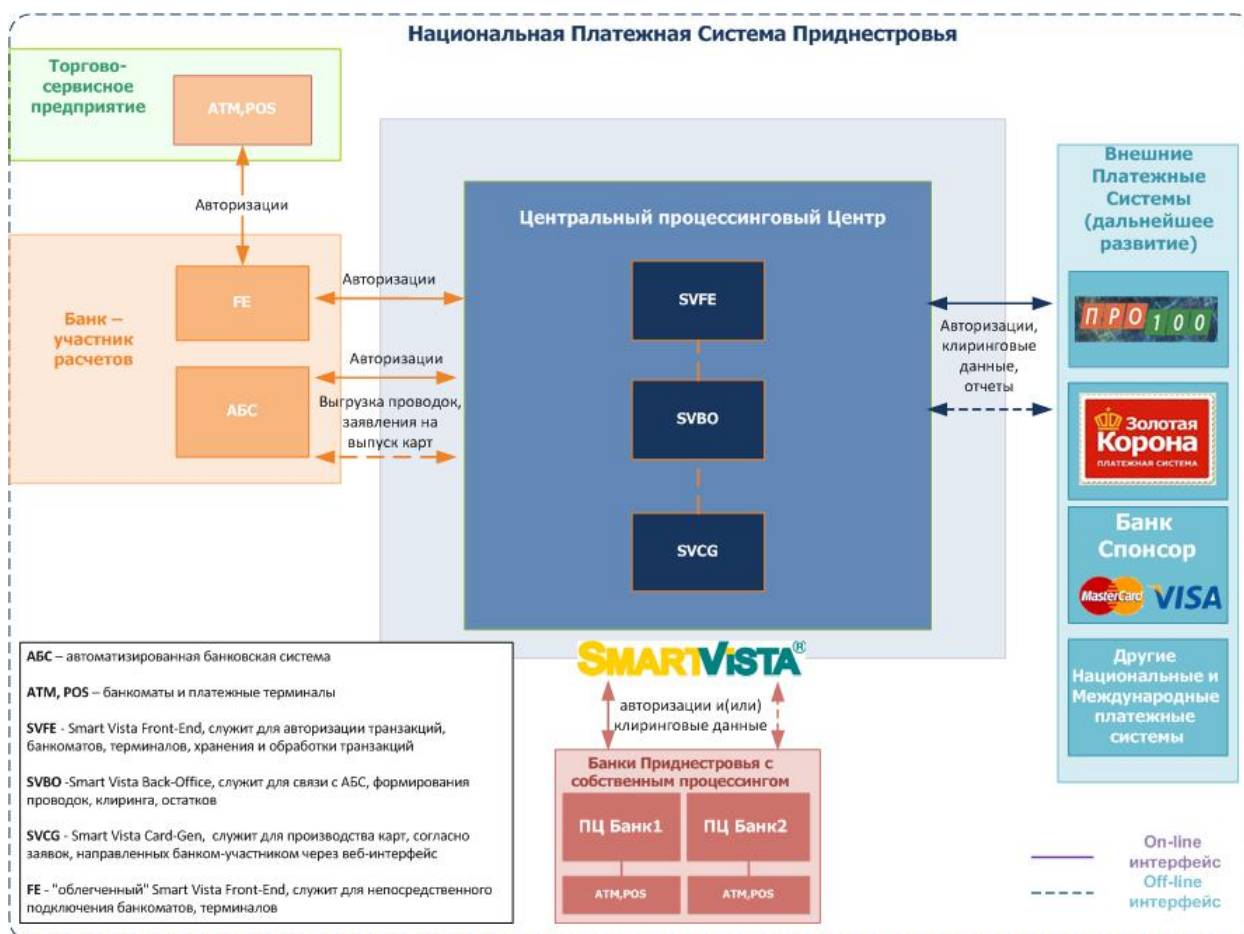 Национальная Платежная Система Приднестровья
Торгово-
сервисное
предприятие
ATM,POS
Авторизации
Банк –
участник
расчетов
FE
АБС
Авторизации
Авторизации
Выгрузка проводок,
заявления на
выпуск карт
Центральный процессинговый Центр
SVFE
SVBO
SVCG
Авторизации,
клиринговые
данные,
отчеты
Внешние
Платежные
Системы
(дальнейшее
развитие)
ПРО100
Золотая
Корона
ПЛАТЕЖНАЯ СИСТЕМА
Банк
Спонсор
MasterCard VISA
Другие
Национальные и
Международные
платежные
системы
SMARTVISTA®
авторизации и(или)
клиринговые данные
Банки Приднестровья с
собственным процессингом
ПЦ Банк1 ПЦ Банк2
ATM,POS ATM,POS
АБС – автоматизированная банковская система
ATM, POS – банкоматы и платежные терминалы
SVFE - Smart Vista Front-End, служит для авторизации транзакций,
банкоматов, терминалов, хранения и обработки транзакций
SVBO -Smart Vista Back-Office, служит для связи с АБС, формирования
проводок, клиринга, остатков
SVCG - Smart Vista Card-Gen, служит для производства карт, согласно
заявок, направленных банком-участником через веб-интерфейс
FE - "облегченный" Smart Vista Front-End, служит для непосредственного
подключения банкоматов, терминалов
On-line
интерфейс
Off-line
интерфейс